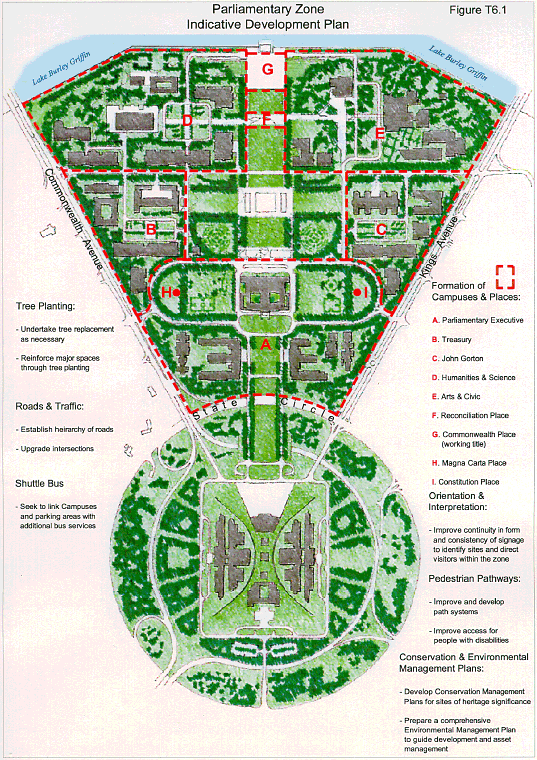 Parliamentary Zone
Indicative Development Plan
Figure T6.1
Lake Burley Griffin
Lake Burley Griffin
G
F
D
E
Commonwealth Avenue
Kings Avenue
B
C
H
I
A
State Circle
Tree Planting:
- Undertake tree replacement
as necessary
- Reinforce major spaces
through tree planting
Roads & Traffic:
- Establish heirarchy of roads
- Upgrade intersections
Shuttle Bus
- Seek to link Campuses
and parking areas with
additional bus services
Formation of
Campuses & Places:
A. Parliamentary Executive
B. Treasury
C. John Gorton
D. Humanities & Science
E. Arts & Civic
F. Reconciliation Place
G. Commonwealth Place
(working title)
H. Magna Carta Place
I. Constitution Place
Orientation &
Interpretation:
- Improve continuity in form
and consistency of signage
to identify sites and direct
visitors within the zone
Pedestrian Pathways:
- Improve and develop
path systems
- Improve access for
people with disabilities
Conservation & Environmental
Management Plans:
- Develop Conservation Management
Plans for sites of heritage significance
- Prepare a comprehensive
Environmental Management Plan
to guide development and asset
management